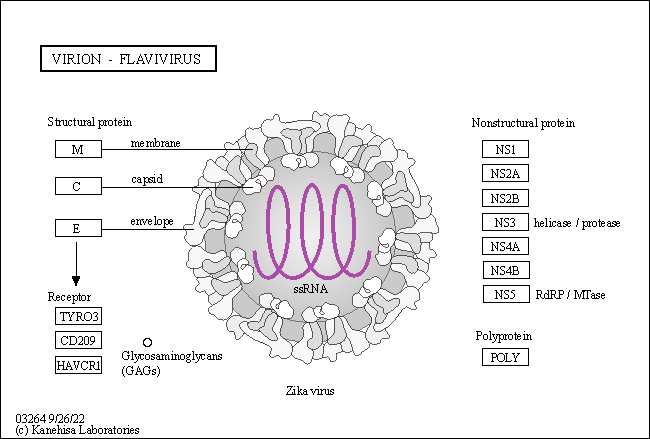 VIRION - FLAVIVIRUS
Structural protein
M
membrane
C
capsid
E
envelope
Receptor
TYRO3
CD209
HAVCR1
Glycosaminoglycans
(GAGs)
ssRNA
Zika virus
Nonstructural protein
NS1
NS2A
NS2B
NS3 helicase / protease
NS4A
NS4B
NS5 RdRP / MTase
Polyprotein
POLY
03264 9/26/22
(c) Kanehisa Laboratories